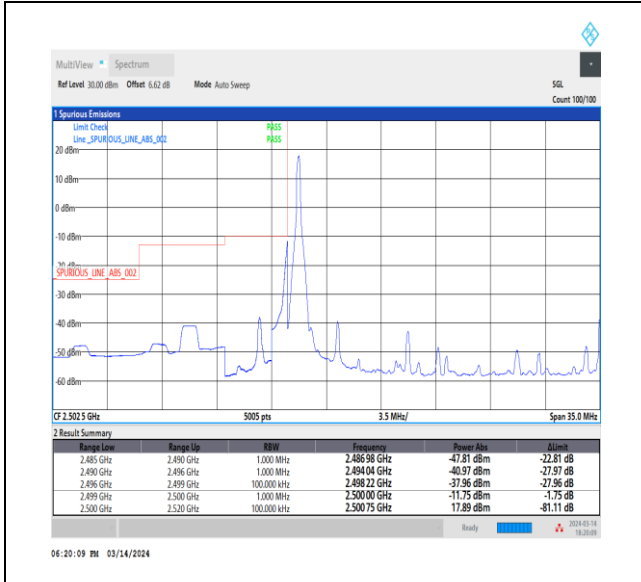 MultiView Spectrum
Ref Level 30.00 dBm Offset 6.62 dB Mode Auto Sweep SGL
Count 100/100
1 Spurious Emissions
Limit Check PASS
Line _SPURIOUS_LINE_ABS_002 PASS
20 dBm
10 dBm
0 dBm
-10 dBm
-20 dBm
SPURIOUS_LINE_ABS_002
-30 dBm
-40 dBm
-50 dBm
-60 dBm
CF 2.502 5 GHz 5005 pts 3.5 MHz/ Span 35.0 MHz
2 Result Summary
Range Low Range Up RBW Frequency Power Abs ΔLimit
2.485 GHz 2.490 GHz 1.000 MHz 2.486 98 GHz -47.81 dBm -22.81 dB
2.490 GHz 2.496 GHz 1.000 MHz 2.494 04 GHz -40.97 dBm -27.97 dB
2.496 GHz 2.499 GHz 100.000 kHz 2.498 22 GHz -37.96 dBm -27.96 dB
2.499 GHz 2.500 GHz 1.000 MHz 2.500 00 GHz -11.75 dBm -1.75 dB
2.500 GHz 2.520 GHz 100.000 kHz 2.500 75 GHz 17.89 dBm -81.11 dB
Ready 2024-03-14
18:20:09
06:20:09 PM 03/14/2024